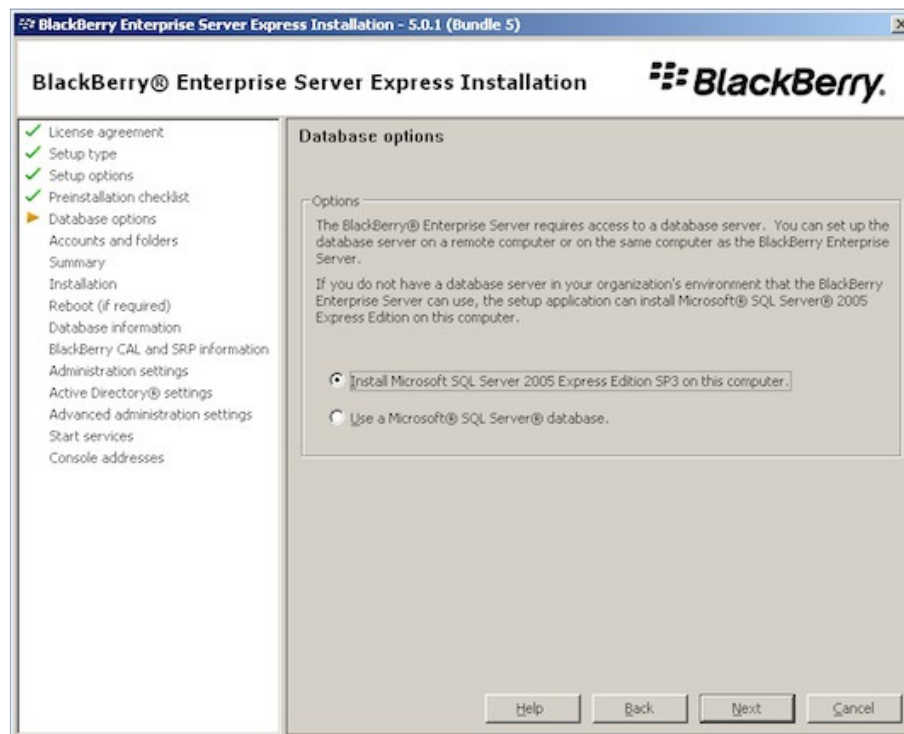 BlackBerry Enterprise Server Express Installation - 5.0.1 (Bundle 5)
BlackBerry® Enterprise Server Express Installation
BlackBerry.
License agreement
Setup type
Setup options
Preinstallation checklist
Database options
Accounts and folders
Summary
Installation
Reboot (if required)
Database information
BlackBerry CAL and SRP information
Administration settings
Active Directory® settings
Advanced administration settings
Start services
Console addresses
Database options
Options
The BlackBerry® Enterprise Server requires access to a database server. You can set up the
database server on a remote computer or on the same computer as the BlackBerry Enterprise
Server.
If you do not have a database server in your organization's environment that the BlackBerry
Enterprise Server can use, the setup application can install Microsoft® SQL Server® 2005
Express Edition on this computer.
Install Microsoft SQL Server 2005 Express Edition SP3 on this computer.
Use a Microsoft® SQL Server® database.
Help
Back
Next
Cancel